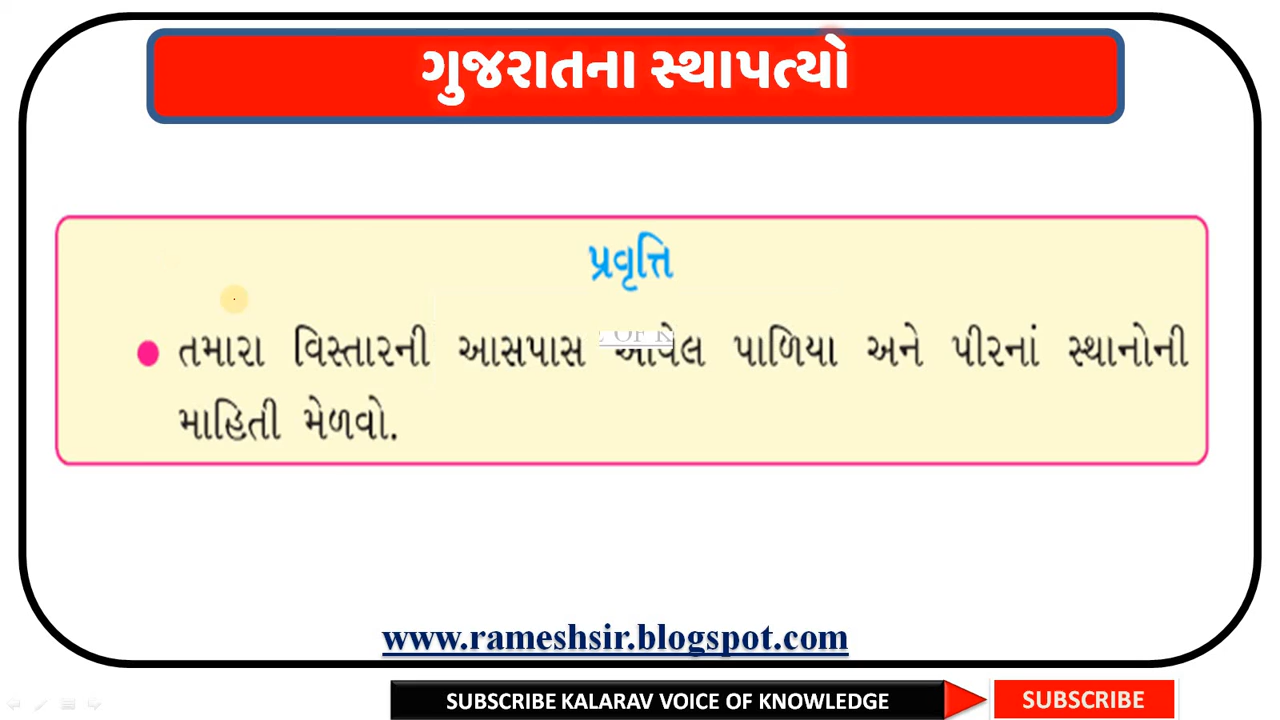 ગુજરાતના સ્થાપત્યો
પ્રવૃત્તિ
તમારા વિસ્તારની આસપાસ આવેલ પાળિયા અને પીરનાં સ્થાનોની
માહિતી મેળવો.
www.rameshsir.blogspot.com
SUBSCRIBE KALARAV VOICE OF KNOWLEDGE
SUBSCRIBE